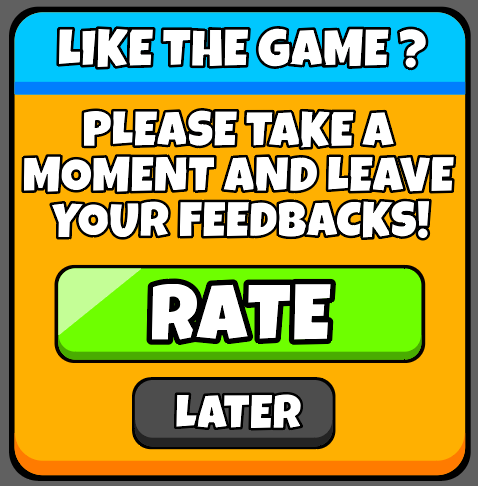 LIKE THE GAME ?
PLEASE TAKE A
MOMENT AND LEAVE
YOUR FEEDBACKS!
RATE
LATER